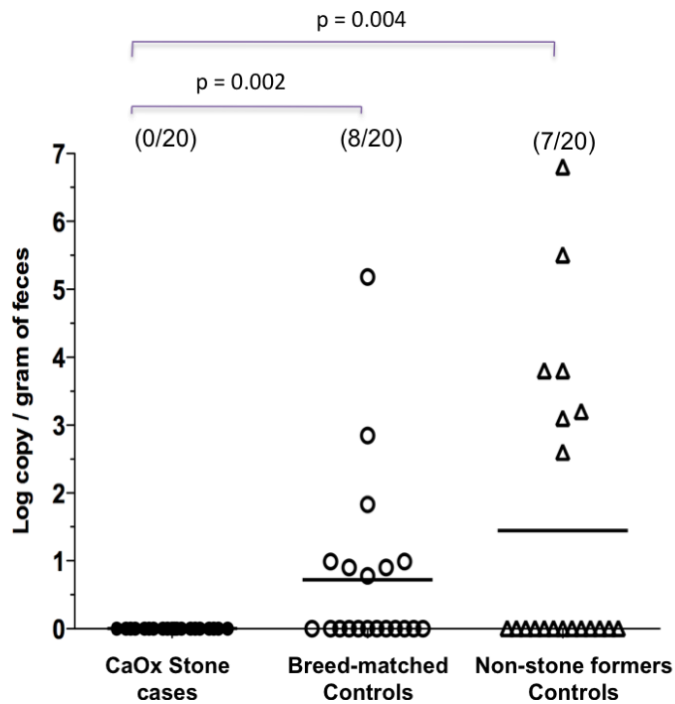 p = 0.004
p = 0.002
(0/20) (8/20) (7/20)
7
6
5
4
3
2
1
0
Log copy / gram of feces
CaOx Stone cases
Breed-matched Controls
Non-stone formers Controls